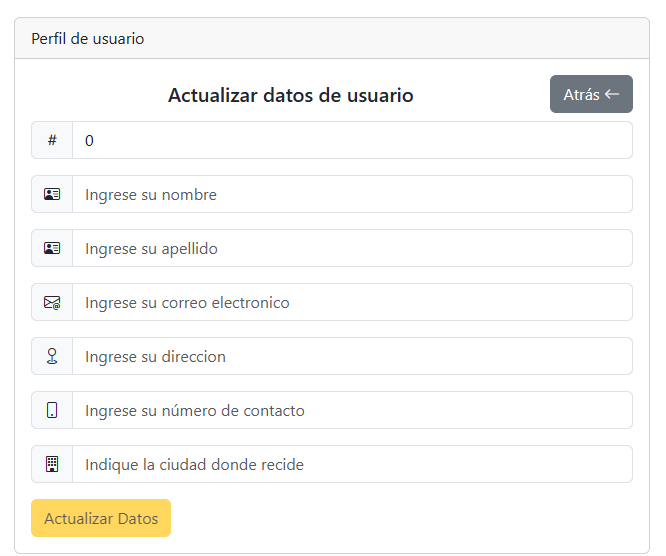 Perfil de usuario
Actualizar datos de usuario
Atrás ←
# 0
Ingrese su nombre
Ingrese su apellido
Ingrese su correo electronico
Ingrese su direccion
Ingrese su número de contacto
Indique la ciudad donde recide
Actualizar Datos